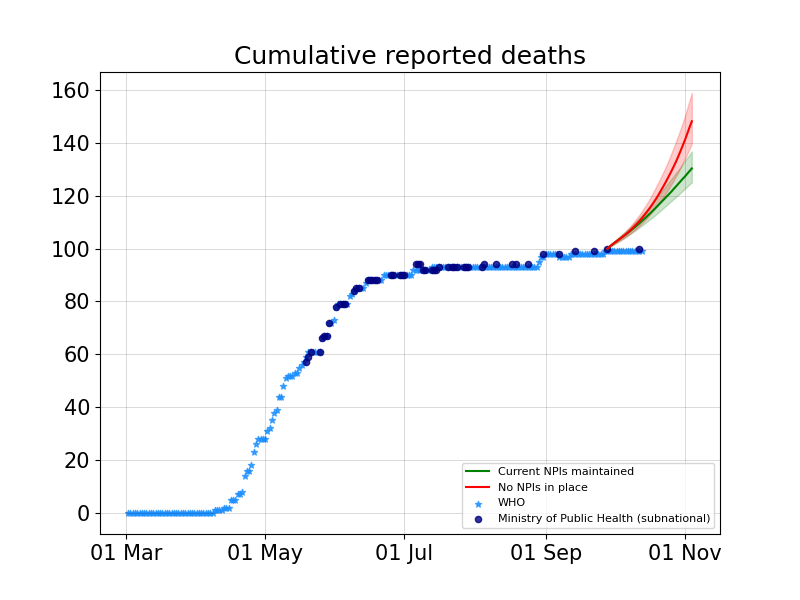 Cumulative reported deaths
160
140
120
100
80
60
40
20
0
01 Mar
01 May
01 Jul
01 Sep
01 Nov
Current NPIs maintained
No NPIs in place
WHO
Ministry of Public Health (subnational)